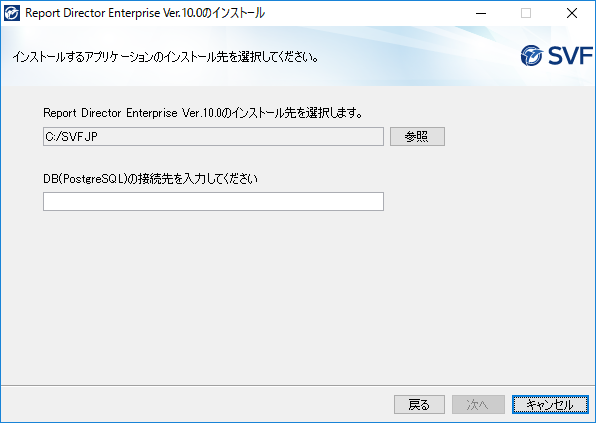 Report Director Enterprise Ver.10.0のインストール
インストールするアプリケーションのインストール先を選択してください。
SVF
Report Director Enterprise Ver.10.0のインストール先を選択します。
C:/SVFJP
参照
DB(PostgreSQL)の接続先を入力してください
戻る
次へ
キャンセル